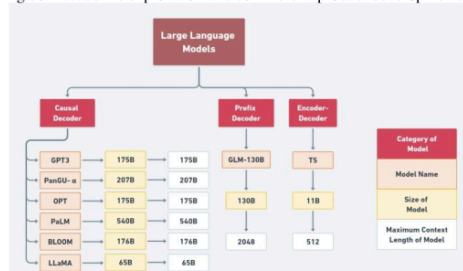 Large Language
Models
Causal
Decoder
Prefix
Decoder
Encoder-
Decoder
GPT3
175B
175B
GLM-130B
T5
PanGU- α
207B
207B
OPT
175B
175B
130B
11B
PaLM
540B
540B
BLOOM
176B
176B
2048
512
LLaMA
65B
65B
Category of
Model
Model Name
Size of
Model
Maximum Context
Length of Model